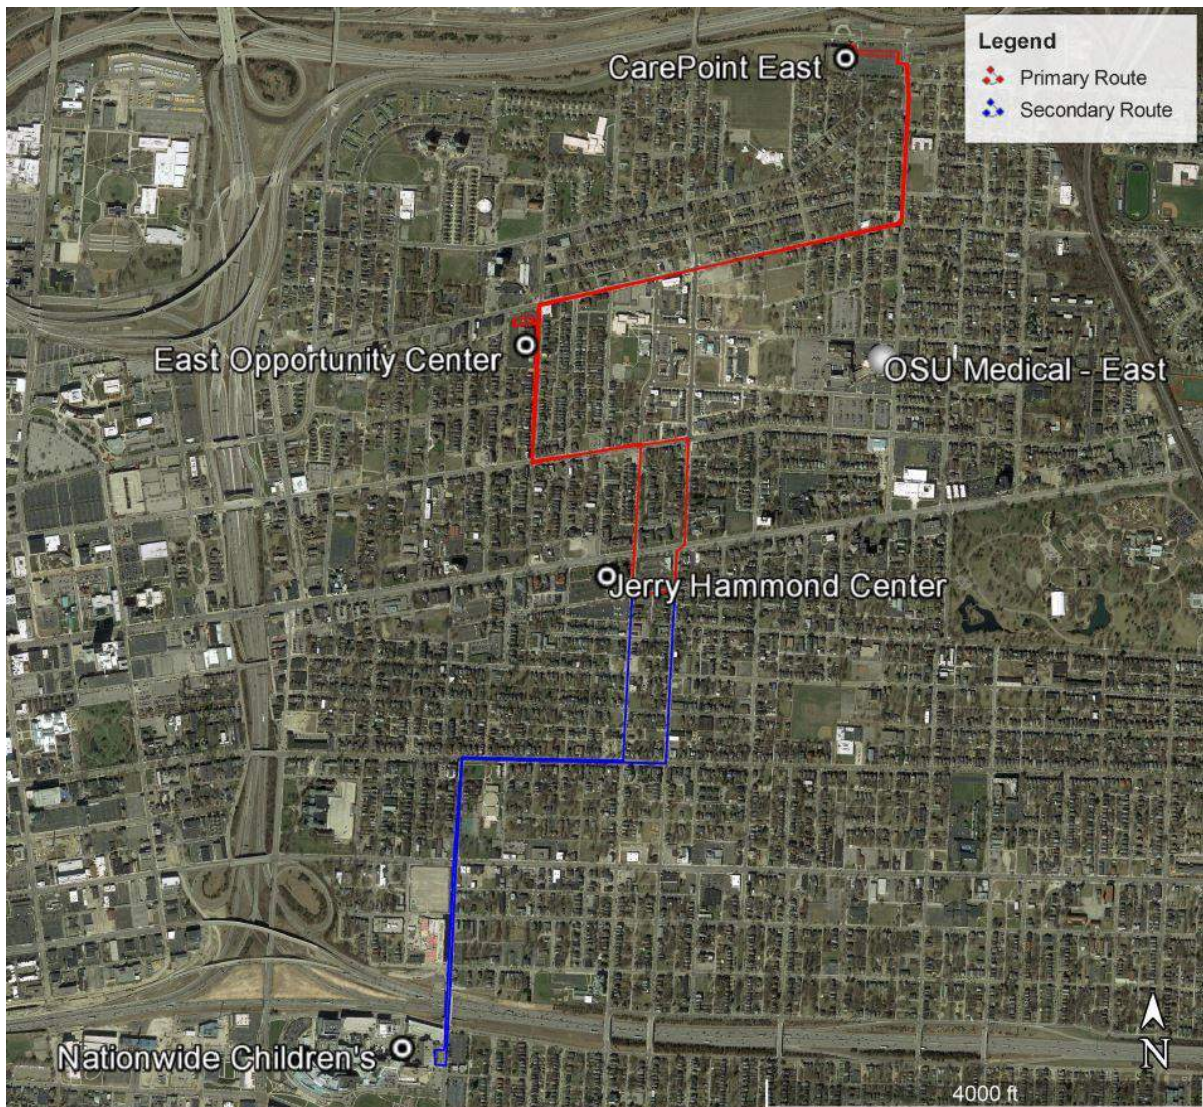 Legend
CarePoint East
Primary Route
Secondary Route
East Opportunity Center
OSU Medical - East
Jerry Hammond Center
Nationwide Children's
N
4000 ft